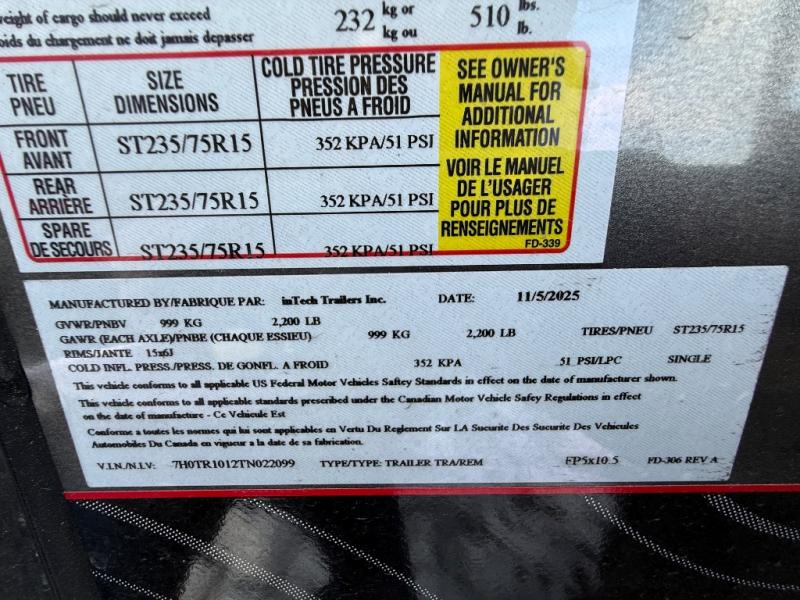 weight of cargo should never exceed 232 kg or 510 lbs.
oids du chargement ne doit jamais depasser kg ou lb.
TIRE PNEU SIZE DIMENSIONS COLD TIRE PRESSURE PRESSION DES PNEUS A FROID
FRONT AVANT ST235/75R15 352 KPA/51 PSI
REAR ARRIÈRE ST235/75R15 352 KPA/51 PSI
SPARE DE SECOURS ST235/75R15 352 KPA/51 PSI
SEE OWNER'S
MANUAL FOR
ADDITIONAL
INFORMATION
VOIR LE MANUEL
DE L'USAGER
POUR PLUS DE
RENSEIGNEMENTS
FD-339
MANUFACTURED BY/FABRIQUE PAR: inTech Trailers Inc. DATE: 11/5/2025
GVWR/PNBV 999 KG 2,200 LB
GAWR (EACH AXLE)/PNBE (CHAQUE ESSIEU) 999 KG 2,200 LB TIRES/PNEU ST235/75R15
RIMS/JANTE 15x6J
COLD INFL. PRESS./PRESS. DE GONFL. A FROID 352 KPA 51 PSI/LPC SINGLE
This vehicle conforms to all applicable US Federal Motor Vehicles Saftey Standards in effect on the date of manufacturer shown.
This vehicle conforms to all applicable standards prescribed under the Canadian Motor Vehicle Safey Regulations in effect
on the date of manufacture - Ce Vehicule Est
Conforme a toutes les normes qui lui sont applicables en Vertu Du Reglement Sur LA Sucurite Des Sucurite Des Vehicules
Automobiles Du Canada en vigueur a la date de sa fabrication.
V.I.N./N.I.V: 7H0TR1012TN022099 TYPE/TYPE: TRAILER TRA/REM FP5x10.5 FD-306 REV A